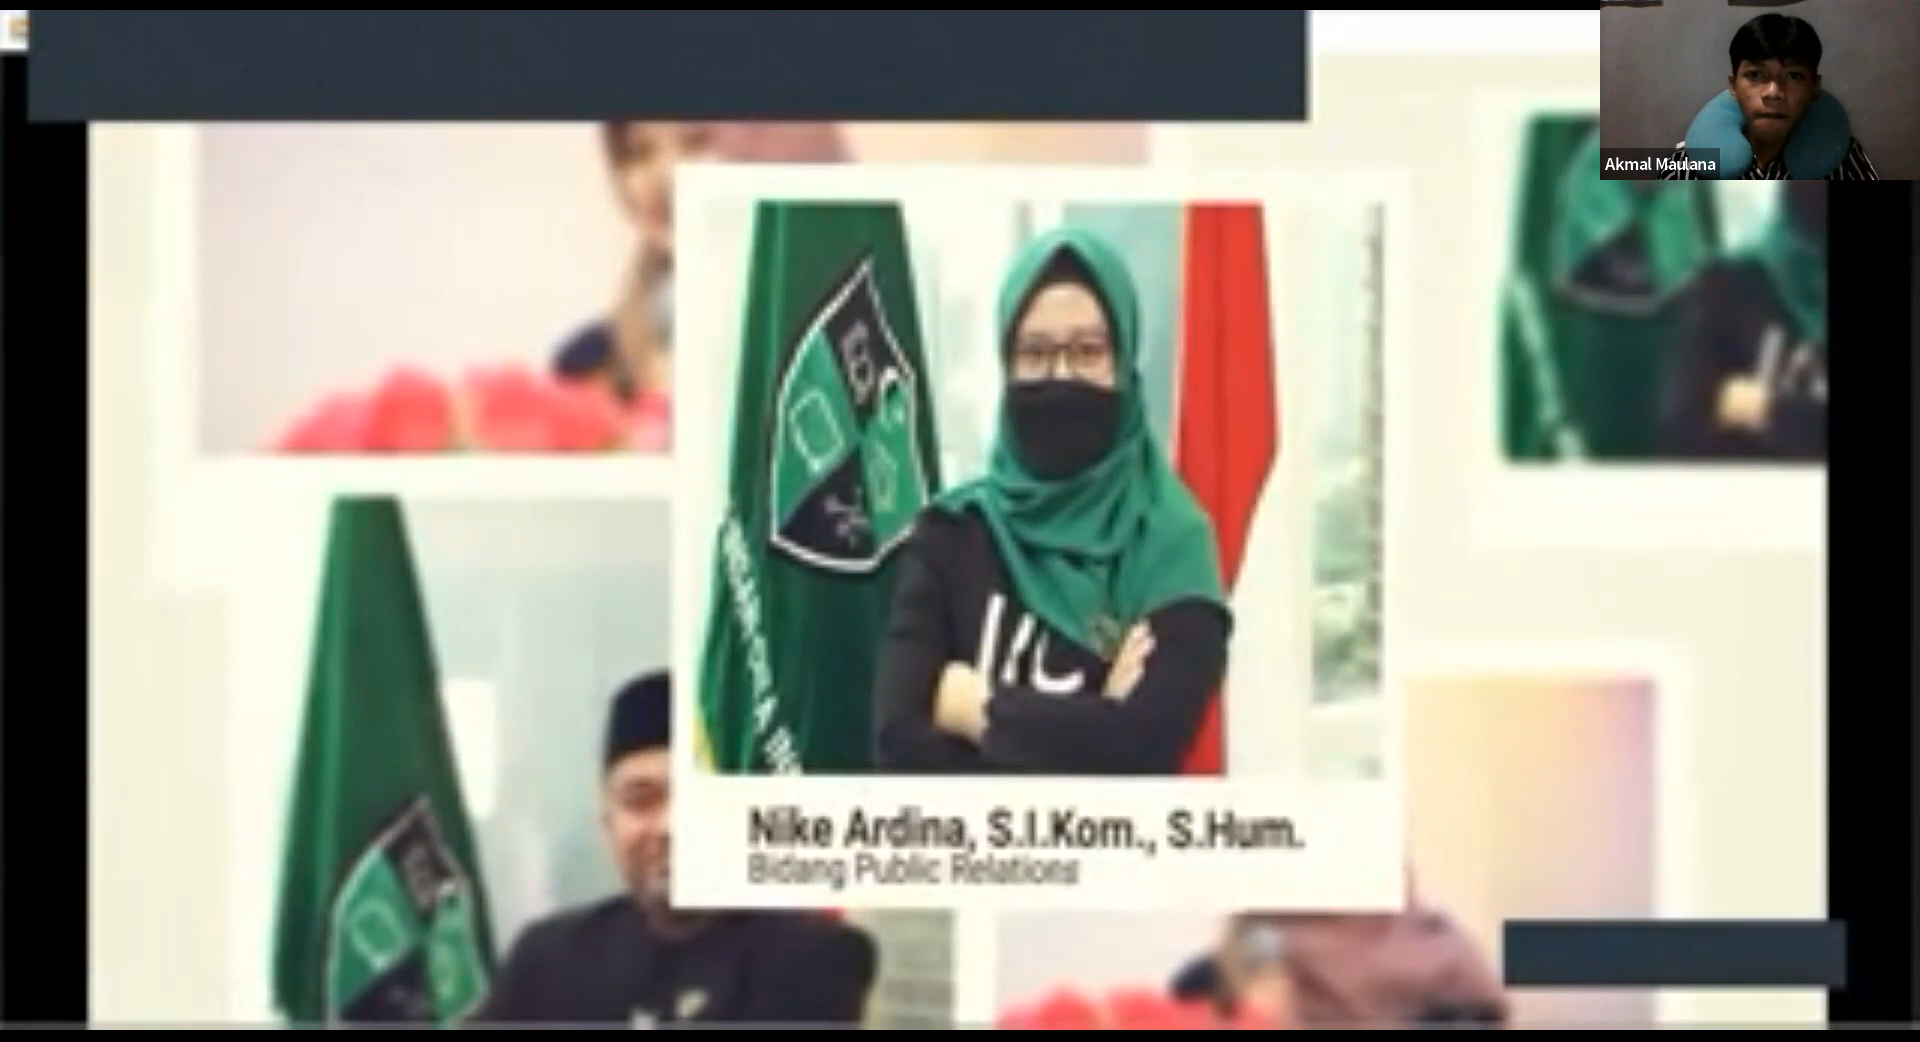 Akmal Maulana
Nike Ardina, S.I.Kom., S.Hum.
Bidang Public Relations